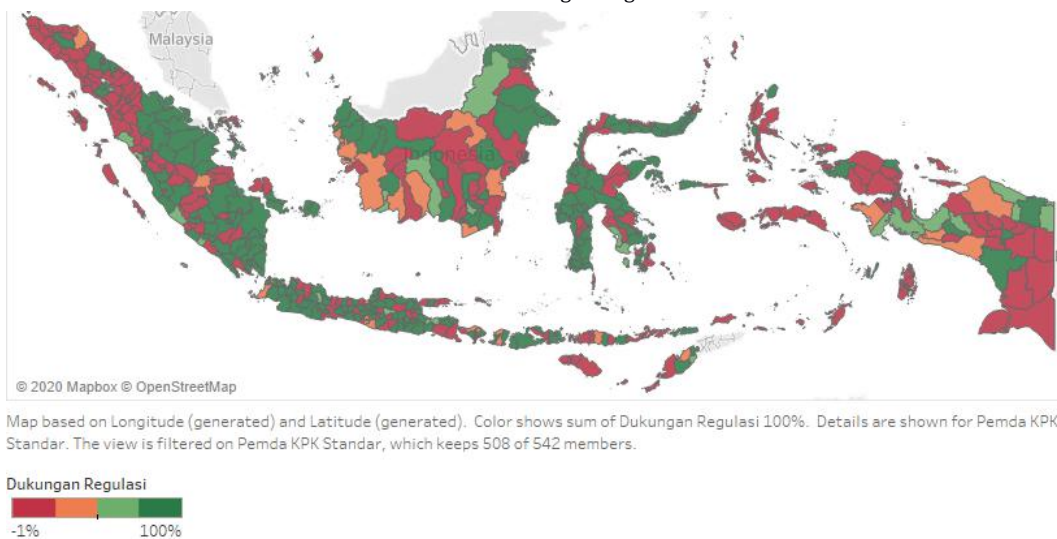 Malaysia
Indonesia
© 2020 Mapbox © OpenStreetMap
Map based on Longitude (generated) and Latitude (generated). Color shows sum of Dukungan Regulasi 100%. Details are shown for Pemda KPK
Standar. The view is filtered on Pemda KPK Standar, which keeps 508 of 542 members.
Dukungan Regulasi
-1% 100%